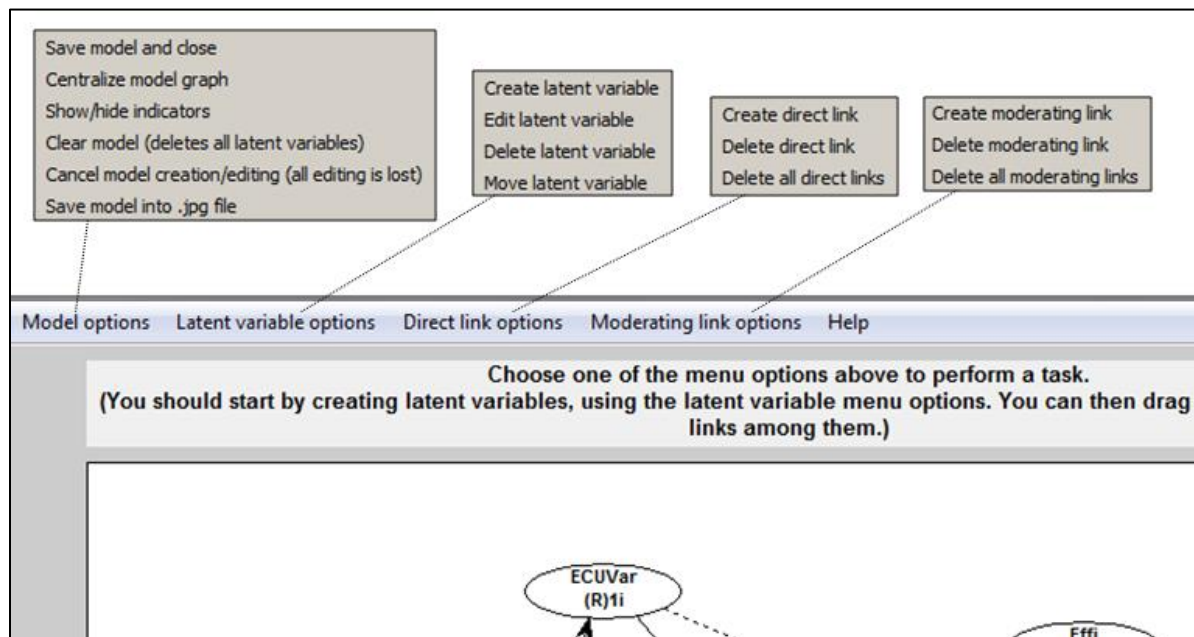 Save model and close
Centralize model graph
Show/hide indicators
Clear model (deletes all latent variables)
Cancel model creation/editing (all editing is lost)
Save model into .jpg file
Create latent variable
Edit latent variable
Delete latent variable
Move latent variable
Create direct link
Delete direct link
Delete all direct links
Create moderating link
Delete moderating link
Delete all moderating links
Model options Latent variable options Direct link options Moderating link options Help
Choose one of the menu options above to perform a task.
(You should start by creating latent variables, using the latent variable menu options. You can then drag
links among them.)
ECUVar
(R)1i
Effi